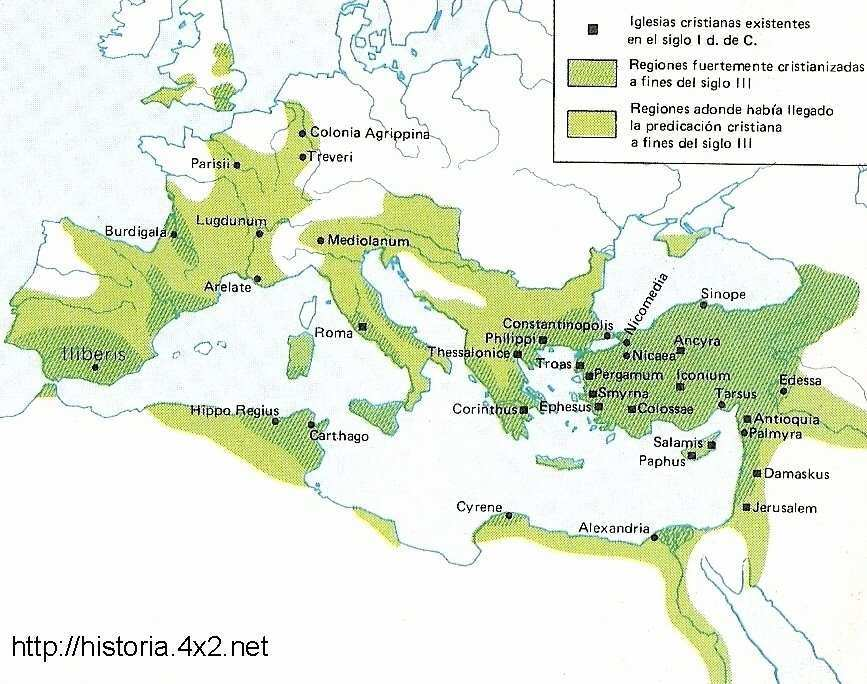 Iglesias cristianas existentes
en el siglo I d. de C.
Regiones fuertemente cristianizadas
a fines del siglo III
Regiones adonde había llegado
la predicación cristiana
a fines del siglo III
Colonia Agrippina
Treveri
Parisii
Burdigala
Lugdunum
Mediolanum
Arelate
Roma
Iliberis
Hippo Regius
Carthago
Constantinopolis
Philippi
Thessalonice
Nicomedia
Sinope
Ancyra
Nicaea
Troas
Pergamum
Iconium
Smyrna
Tarsus
Edessa
Corinthus
Ephesus
Colossae
Antioquia
Palmyra
Salamis
Paphus
Damaskus
Jerusalem
Cyrene
Alexandria
http://historia.4x2.net